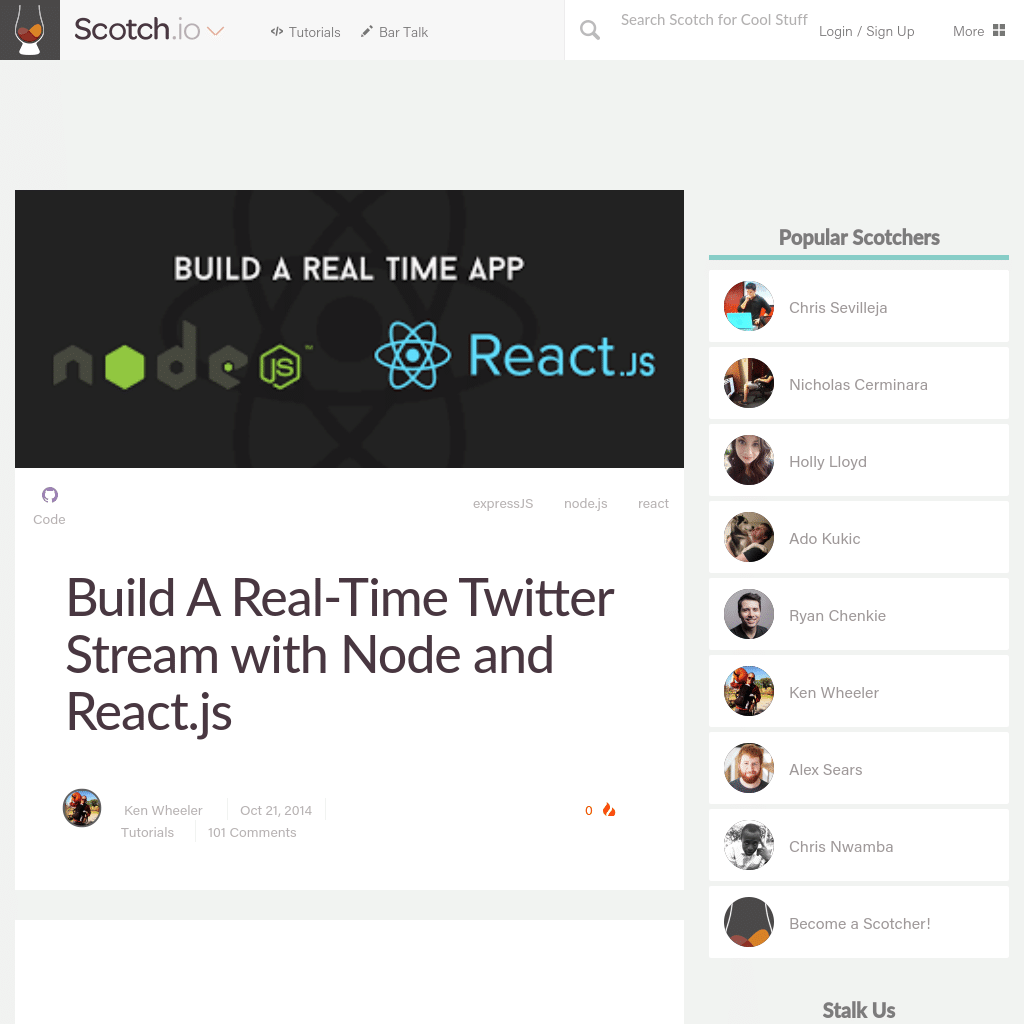 Scotch.io
Tutorials
Bar Talk
Search Scotch for Cool Stuff
Login / Sign Up
More
BUILD A REAL TIME APP
node JS ™
React.JS
Code
expressJS
node.js
react
Build A Real-Time Twitter
Stream with Node and
React.js
Ken Wheeler
Oct 21, 2014
0
Tutorials
101 Comments
Popular Scotchers
Chris Sevilleja
Nicholas Cerminara
Holly Lloyd
Ado Kukic
Ryan Chenkie
Ken Wheeler
Alex Sears
Chris Nwamba
Become a Scotcher!
Stalk Us